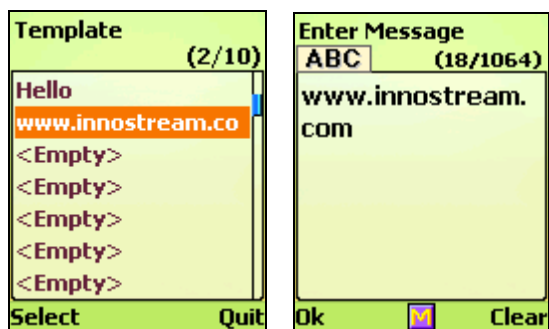 Template
(2/10)
Hello
www.innostream.co
<Empty>
<Empty>
<Empty>
<Empty>
<Empty>
Select Quit
Enter Message
ABC (18/1064)
www.innostream.
com
Ok M Clear